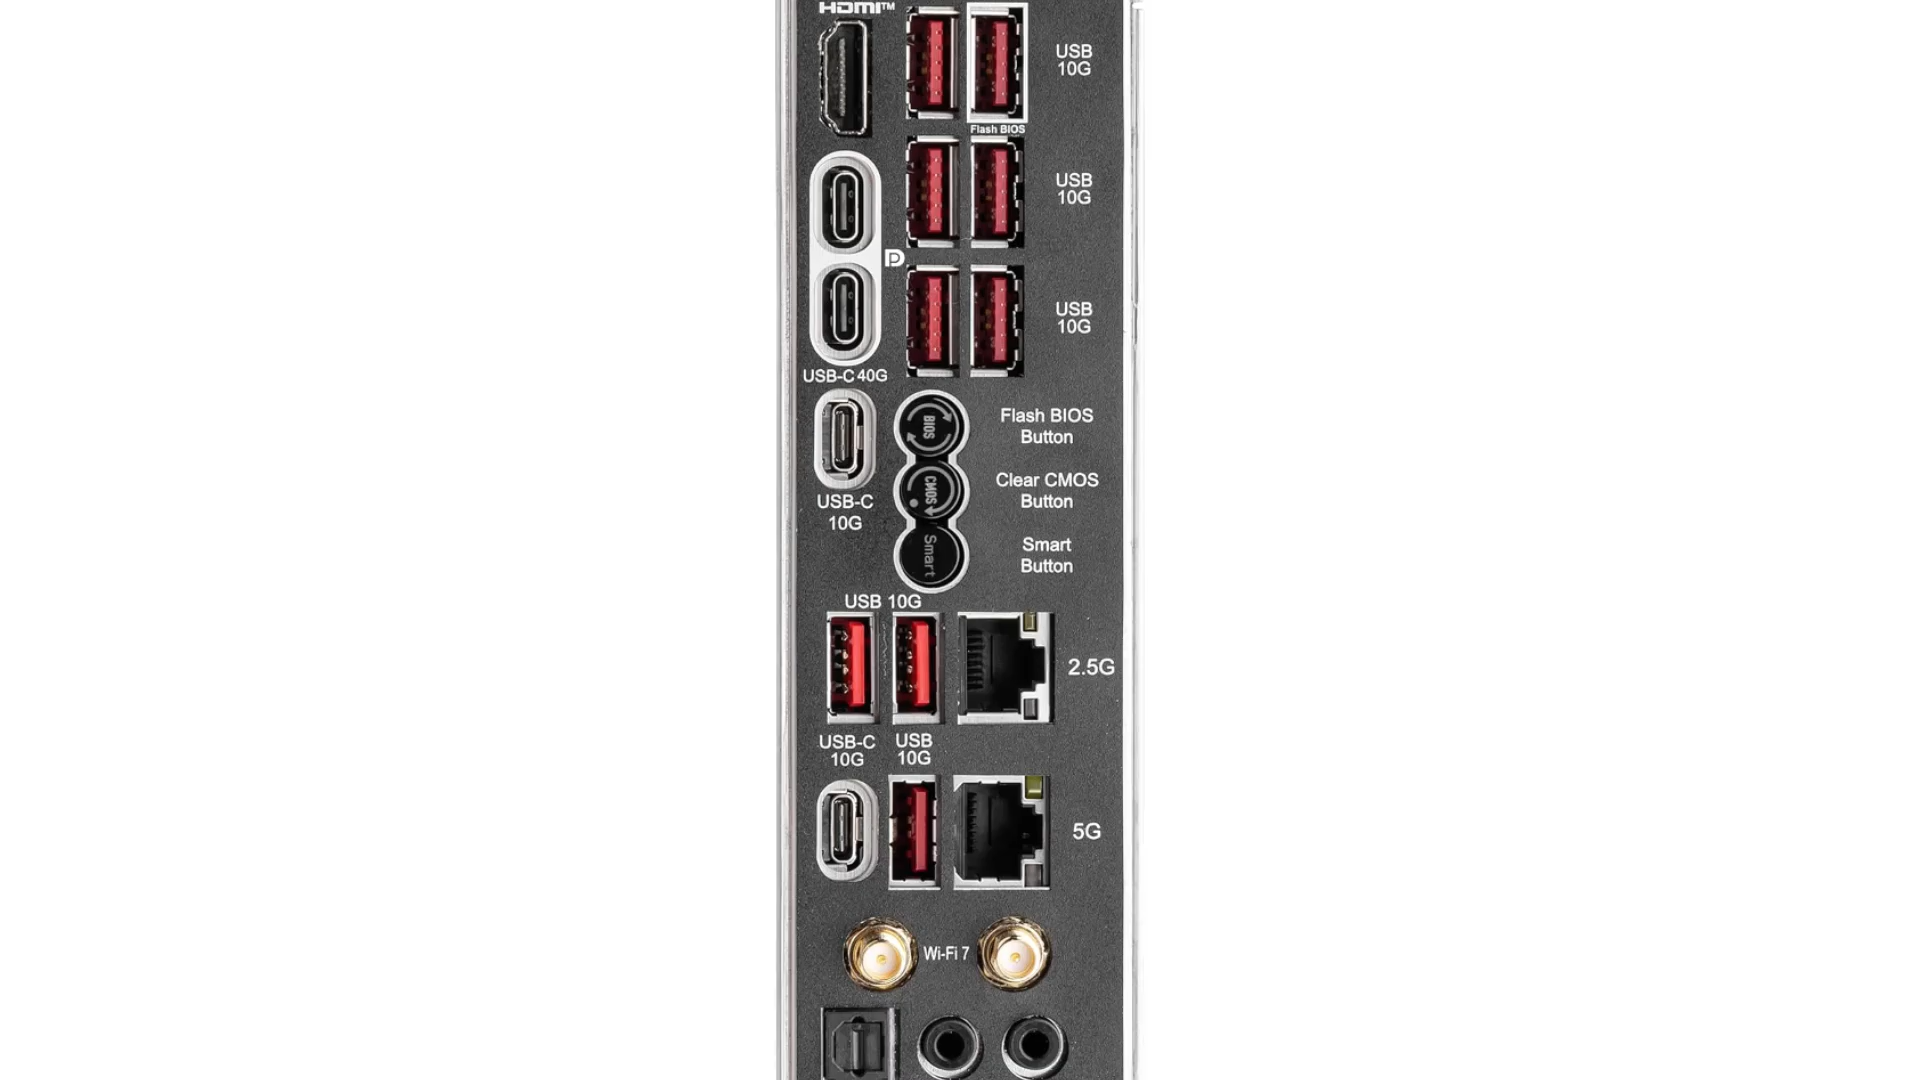 HDMI™
USB
10G
Flash BIOS
USB
10G
D
USB
10G
USB-C 40G
BIOS
Flash BIOS
Button
USB-C
10G
CMOS
Clear CMOS
Button
Smart
Smart
Button
USB 10G
2.5G
USB-C
10G
USB
10G
5G
Wi-Fi 7